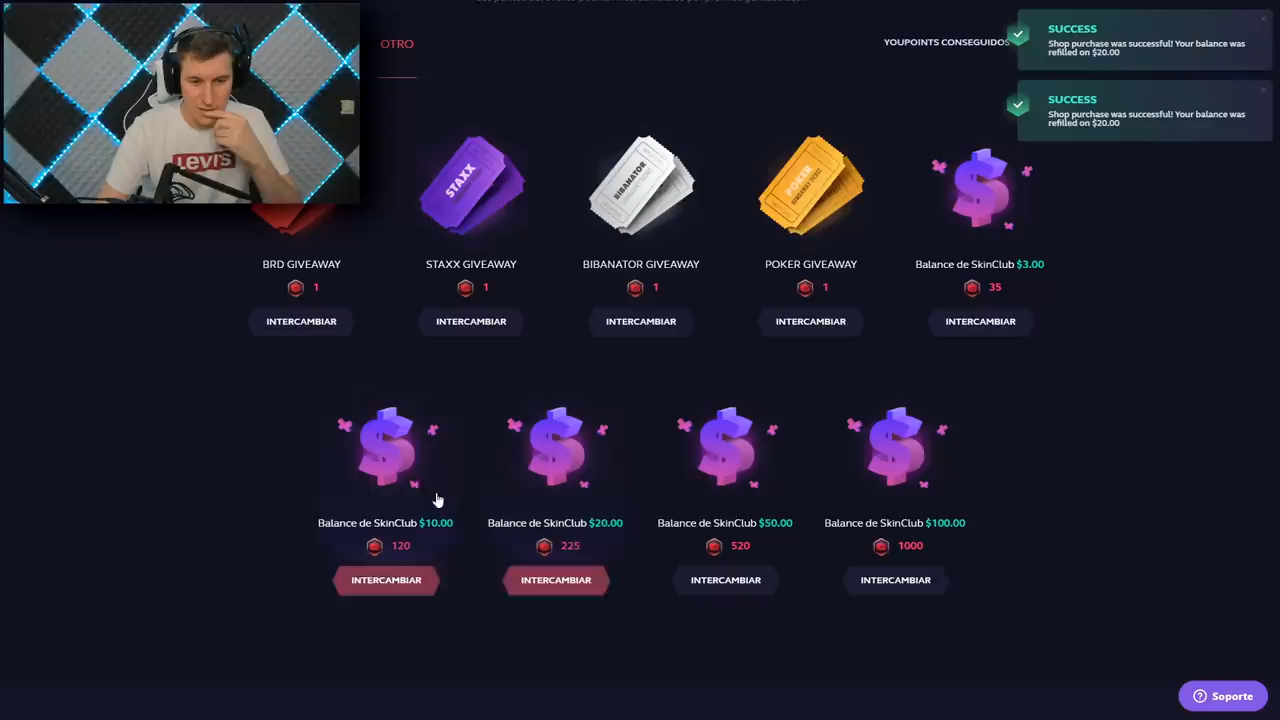 OTRO
YOUPOINTS CONSEGUIDOS
SUCCESS
Shop purchase was successful! Your balance was
refilled on $20.00
SUCCESS
Shop purchase was successful! Your balance was
refilled on $20.00
LEVI'S
STAXX
BIBANATOR
POKER
GIVEAWAY TICKET
BRD GIVEAWAY
STAXX GIVEAWAY
BIBANATOR GIVEAWAY
POKER GIVEAWAY
Balance de SkinClub $3.00
1
1
1
1
35
INTERCAMBIAR
INTERCAMBIAR
INTERCAMBIAR
INTERCAMBIAR
INTERCAMBIAR
Balance de SkinClub $10.00
Balance de SkinClub $20.00
Balance de SkinClub $50.00
Balance de SkinClub $100.00
120
225
520
1000
INTERCAMBIAR
INTERCAMBIAR
INTERCAMBIAR
INTERCAMBIAR
Soporte